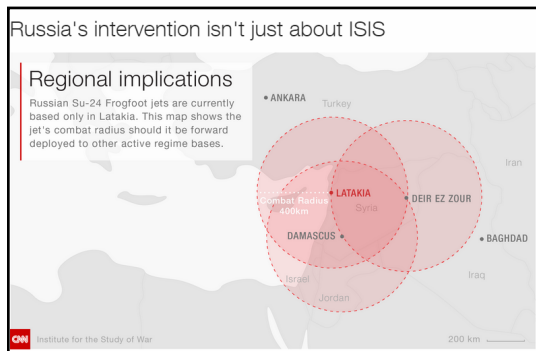 Russia's intervention isn't just about ISIS
Regional implications
Russian Su-24 Frogfoot jets are currently
based only in Latakia. This map shows the
jet's combat radius should it be forward
deployed to other active regime bases.
ANKARA
Turkey
Iran
LATAKIA
Combat Radius
400km
Syria
DEIR EZ ZOUR
DAMASCUS
BAGHDAD
Israel
Iraq
Jordan
CNN
Institute for the Study of War
200 km